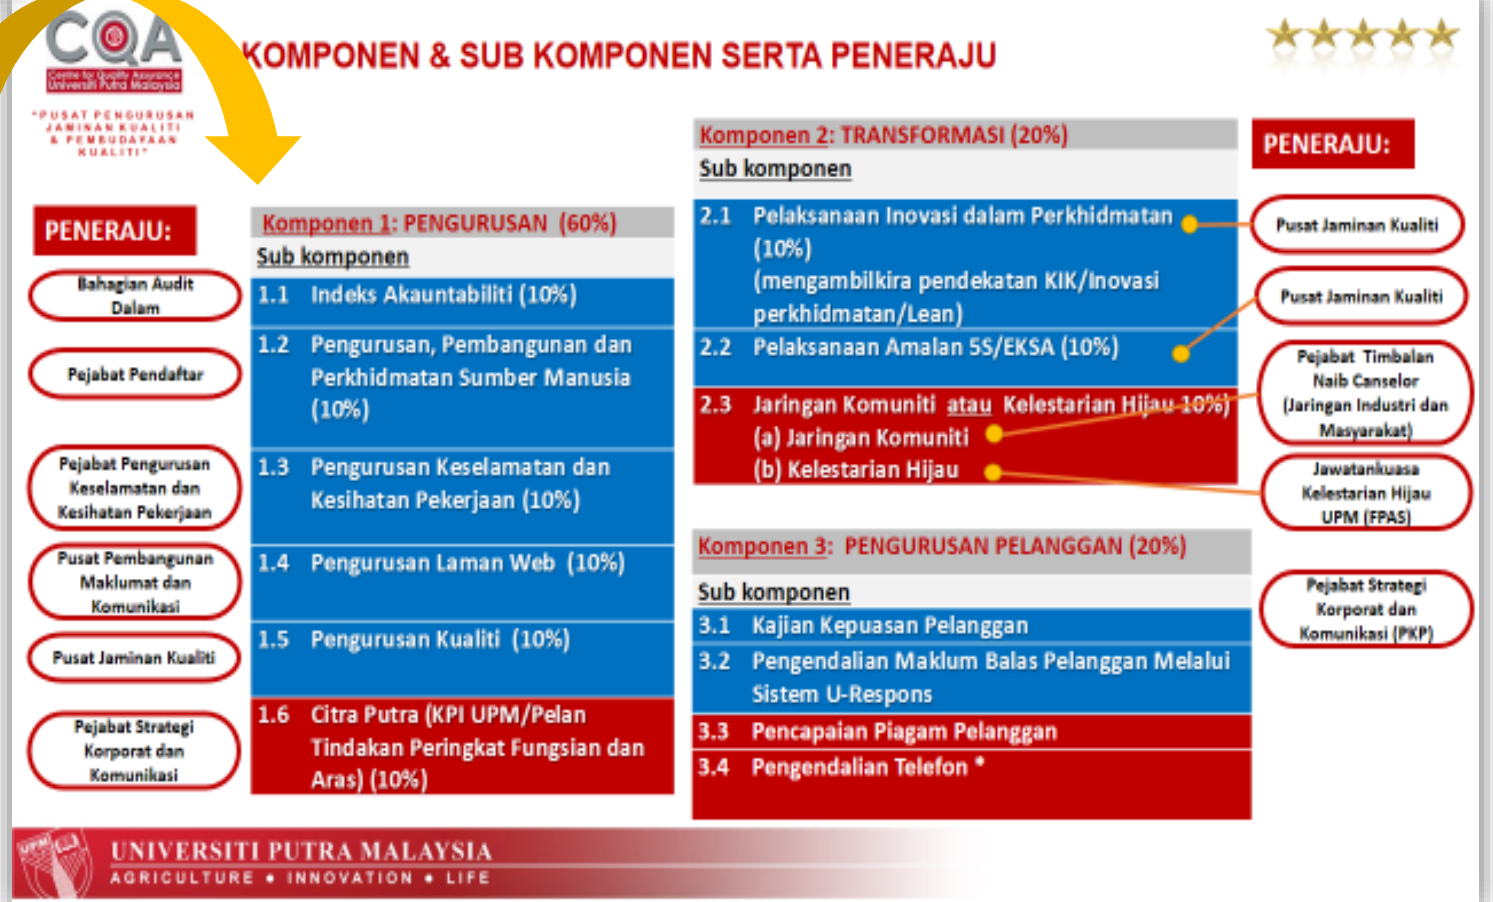 CQA
Centre for Quality Assurance
Universiti Putra Malaysia
"PUSAT PENGURUSAN
JAMINAN KUALITI
& PEMBUDAYAAN
KUALITI"
KOMPONEN & SUB KOMPONEN SERTA PENERAJU
PENERAJU:
Bahagian Audit
Dalam
Pejabat Pendaftar
Pejabat Pengurusan
Keselamatan dan
Kesihatan Pekerjaan
Pusat Pembangunan
Maklumat dan
Komunikasi
Pusat Jaminan Kualiti
Pejabat Strategi
Korporat dan
Komunikasi
Komponen 1: PENGURUSAN (60%)
Sub komponen
1.1 Indeks Akauntabiliti (10%)
1.2 Pengurusan, Pembangunan dan
Perkhidmatan Sumber Manusia
(10%)
1.3 Pengurusan Keselamatan dan
Kesihatan Pekerjaan (10%)
1.4 Pengurusan Laman Web (10%)
1.5 Pengurusan Kualiti (10%)
1.6 Citra Putra (KPI UPM/Pelan
Tindakan Peringkat Fungsian dan
Aras) (10%)
Komponen 2: TRANSFORMASI (20%)
Sub komponen
2.1 Pelaksanaan Inovasi dalam Perkhidmatan
(10%)
(mengambilkira pendekatan KIK/Inovasi
perkhidmatan/Lean)
2.2 Pelaksanaan Amalan 5S/EKSA (10%)
2.3 Jaringan Komuniti atau Kelestarian Hijau 10%)
(a) Jaringan Komuniti
(b) Kelestarian Hijau
Komponen 3: PENGURUSAN PELANGGAN (20%)
Sub komponen
3.1 Kajian Kepuasan Pelanggan
3.2 Pengendalian Maklum Balas Pelanggan Melalui
Sistem U-Respons
3.3 Pencapaian Piagam Pelanggan
3.4 Pengendalian Telefon *
PENERAJU:
Pusat Jaminan Kualiti
Pusat Jaminan Kualiti
Pejabat Timbalan
Naib Canselor
(Jaringan Industri dan
Masyarakat)
Jawatankuasa
Kelestarian Hijau
UPM (FPAS)
Pejabat Strategi
Korporat dan
Komunikasi (PKP)
UPM
UNIVERSITI PUTRA MALAYSIA
AGRICULTURE • INNOVATION • LIFE